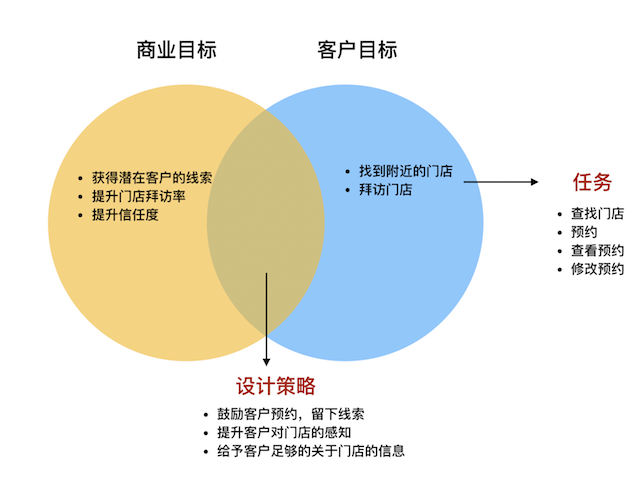 商业目标
客户目标
• 获得潜在客户的线索
• 提升门店拜访率
• 提升信任度
• 找到附近的门店
• 拜访门店
任务
• 查找门店
• 预约
• 查看预约
• 修改预约
设计策略
• 鼓励客户预约，留下线索
• 提升客户对门店的感知
• 给予客户足够的关于门店的信息